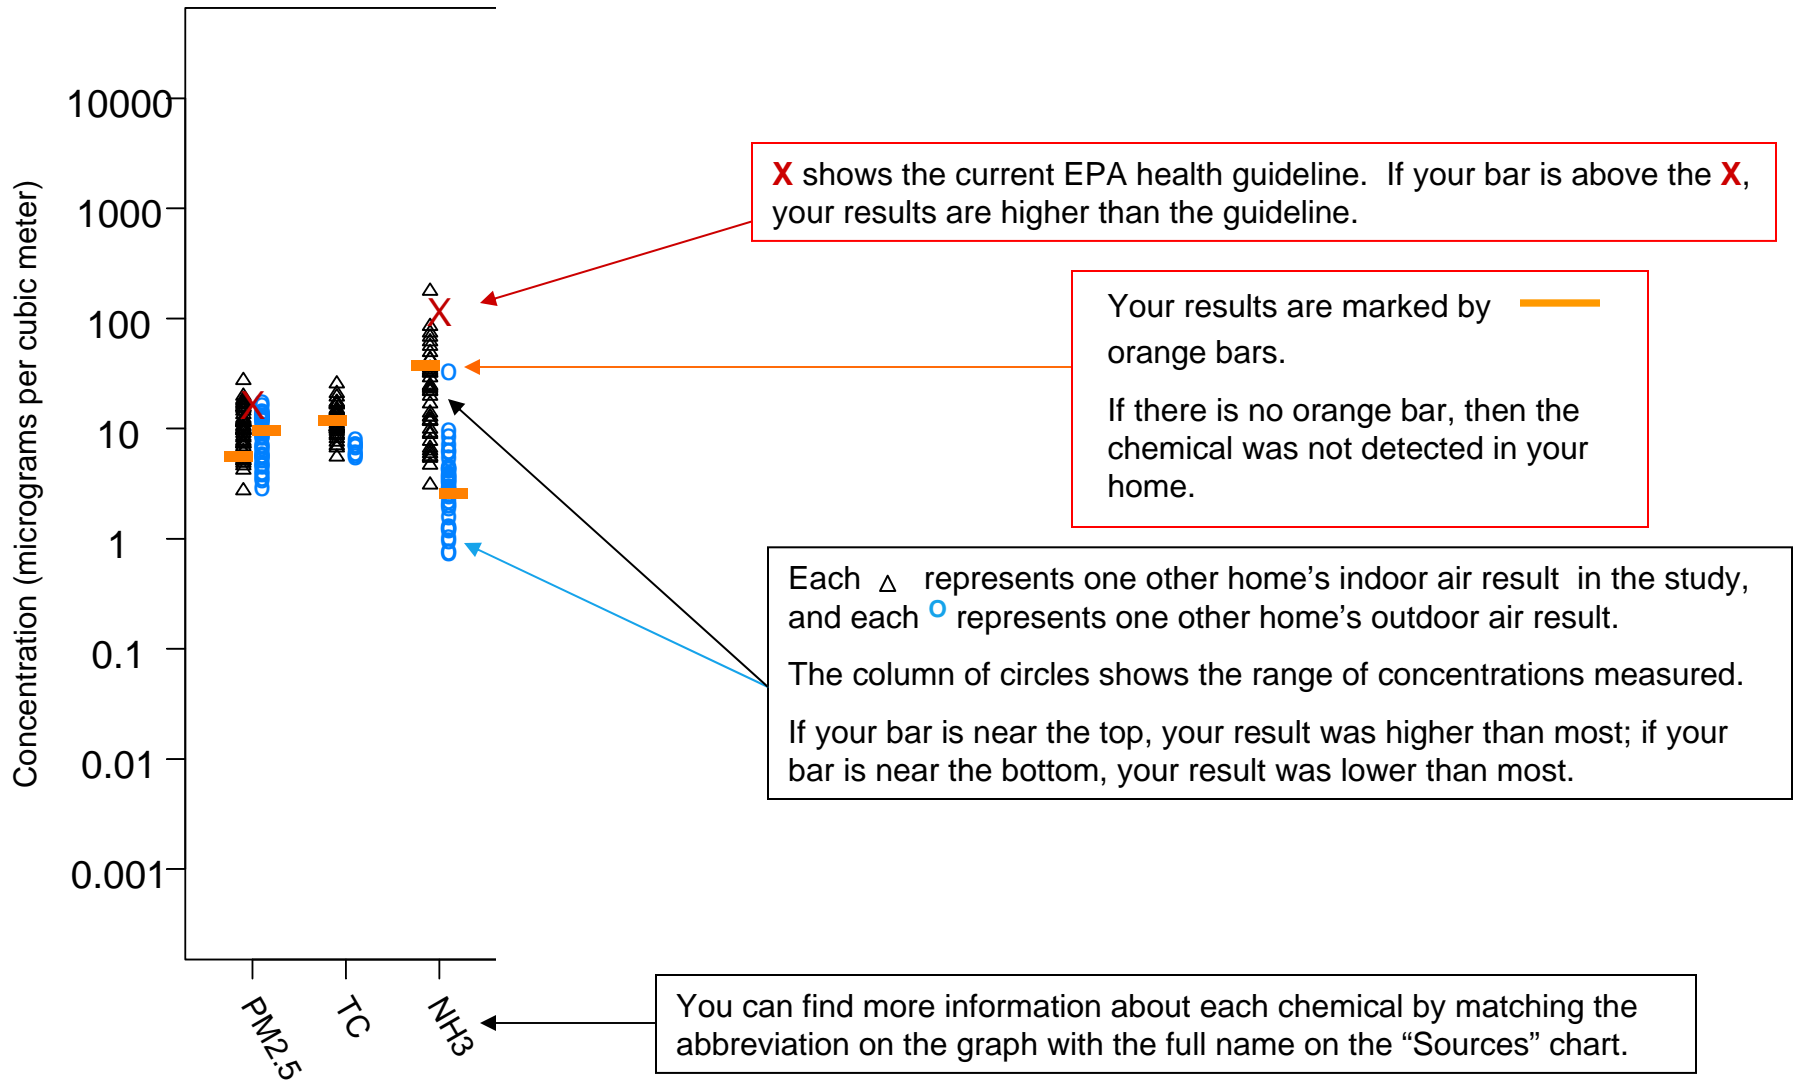 10000
1000
100
10
1
0.1
0.01
0.001
Concentration (micrograms per cubic meter)
PM2.5
TC
NH3
X
X shows the current EPA health guideline. If your bar is above the X,
your results are higher than the guideline.
Your results are marked by
orange bars.
If there is no orange bar, then the
chemical was not detected in your
home.
Each △ represents one other home’s indoor air result in the study,
and each o represents one other home’s outdoor air result.
The column of circles shows the range of concentrations measured.
If your bar is near the top, your result was higher than most; if your
bar is near the bottom, your result was lower than most.
You can find more information about each chemical by matching the
abbreviation on the graph with the full name on the “Sources” chart.